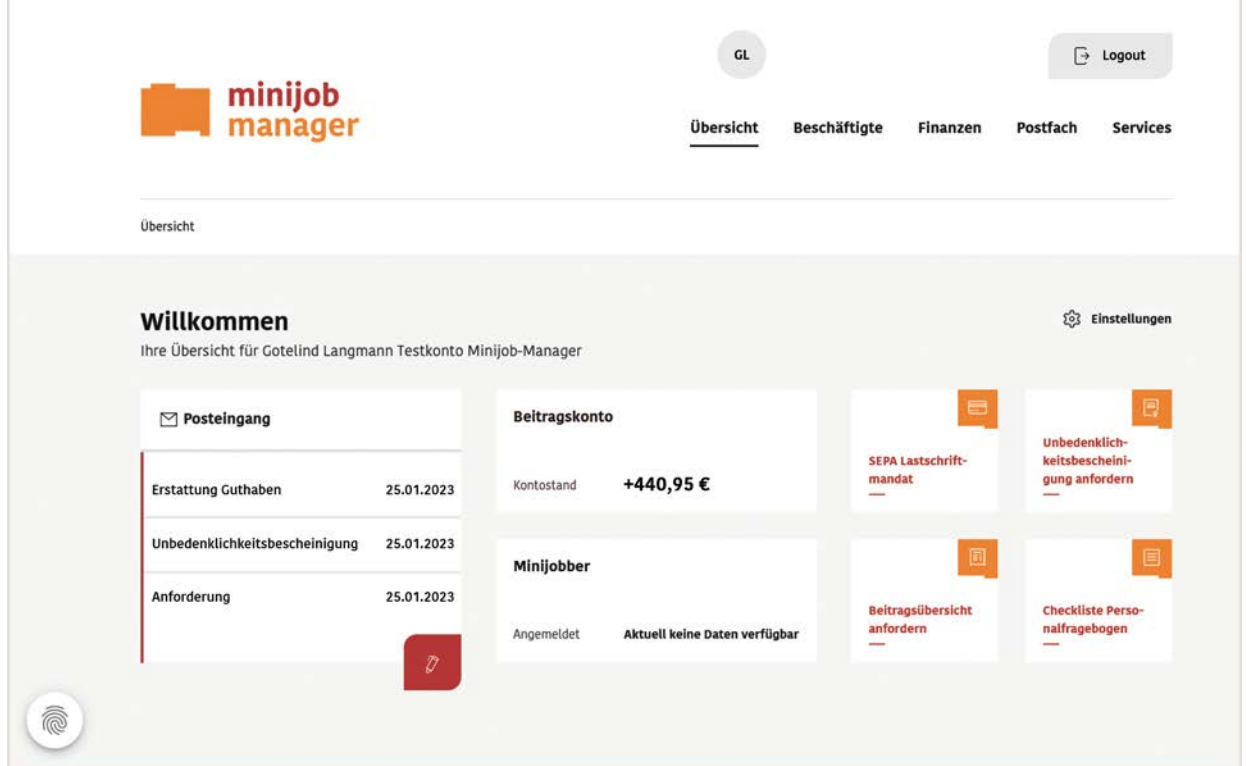 GL
Logout
minijob
manager
Übersicht Beschäftigte Finanzen Postfach Services
Übersicht
Willkommen
Einstellungen
Ihre Übersicht für Gotelind Langmann Testkonto Minijob-Manager
Posteingang
Erstattung Guthaben 25.01.2023
Unbedenklichkeitsbescheinigung 25.01.2023
Anforderung 25.01.2023
Beitragskonto
Kontostand +440,95 €
Minijobber
Angemeldet Aktuell keine Daten verfügbar
SEPA Lastschrift-
mandat
Unbedenklich-
keitsbescheini-
gung anfordern
Beitragsübersicht
anfordern
Checkliste Perso-
nalfragebogen